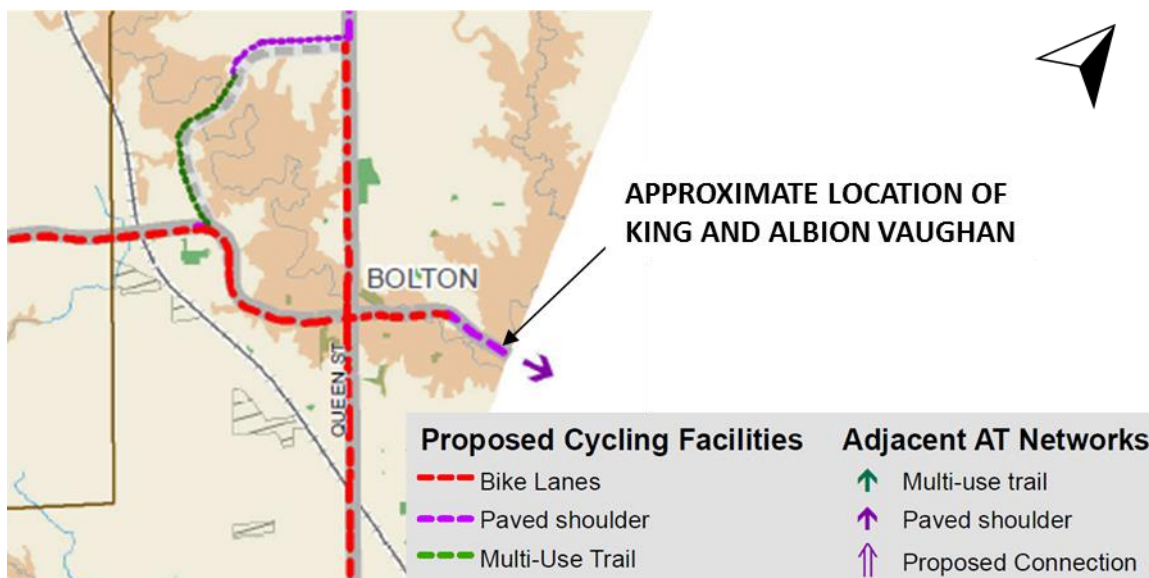 APPROXIMATE LOCATION OF
KING AND ALBION VAUGHAN
BOLTON
QUEEN ST
Proposed Cycling Facilities
Bike Lanes
Paved shoulder
Multi-Use Trail
Adjacent AT Networks
Multi-use trail
Paved shoulder
Proposed Connection